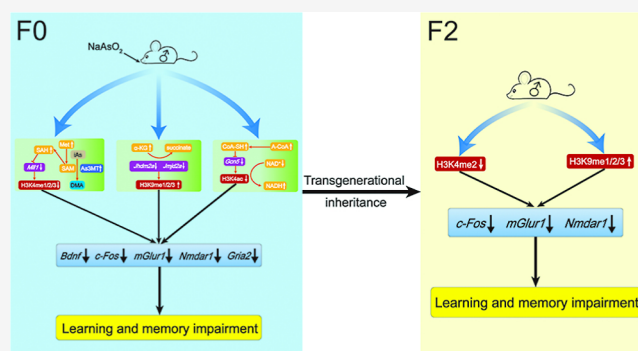 F0
F2
NaAsO₂
♂
♂
SAH↑ Met↑
iAs
Mll↓ SAM As3MT↑
H3K4me1/2/3↓ DMA
α-KG↑ succinate
Jhdm2a↓ Jmjd2a↓
H3K9me1/2/3↑
CoA-SH↑ A-CoA↑
Gcn5↓ NAD⁺↓
H3K4ac↓ NADH↑
Transgenerational
inheritance
H3K4me2↓ H3K9me1/2/3↑
Bdnf↓ c-Fos↓ mGlur1↓ Nmdar1↓ Gria2↓
c-Fos↓ mGlur1↓ Nmdar1↓
Learning and memory impairment
Learning and memory impairment